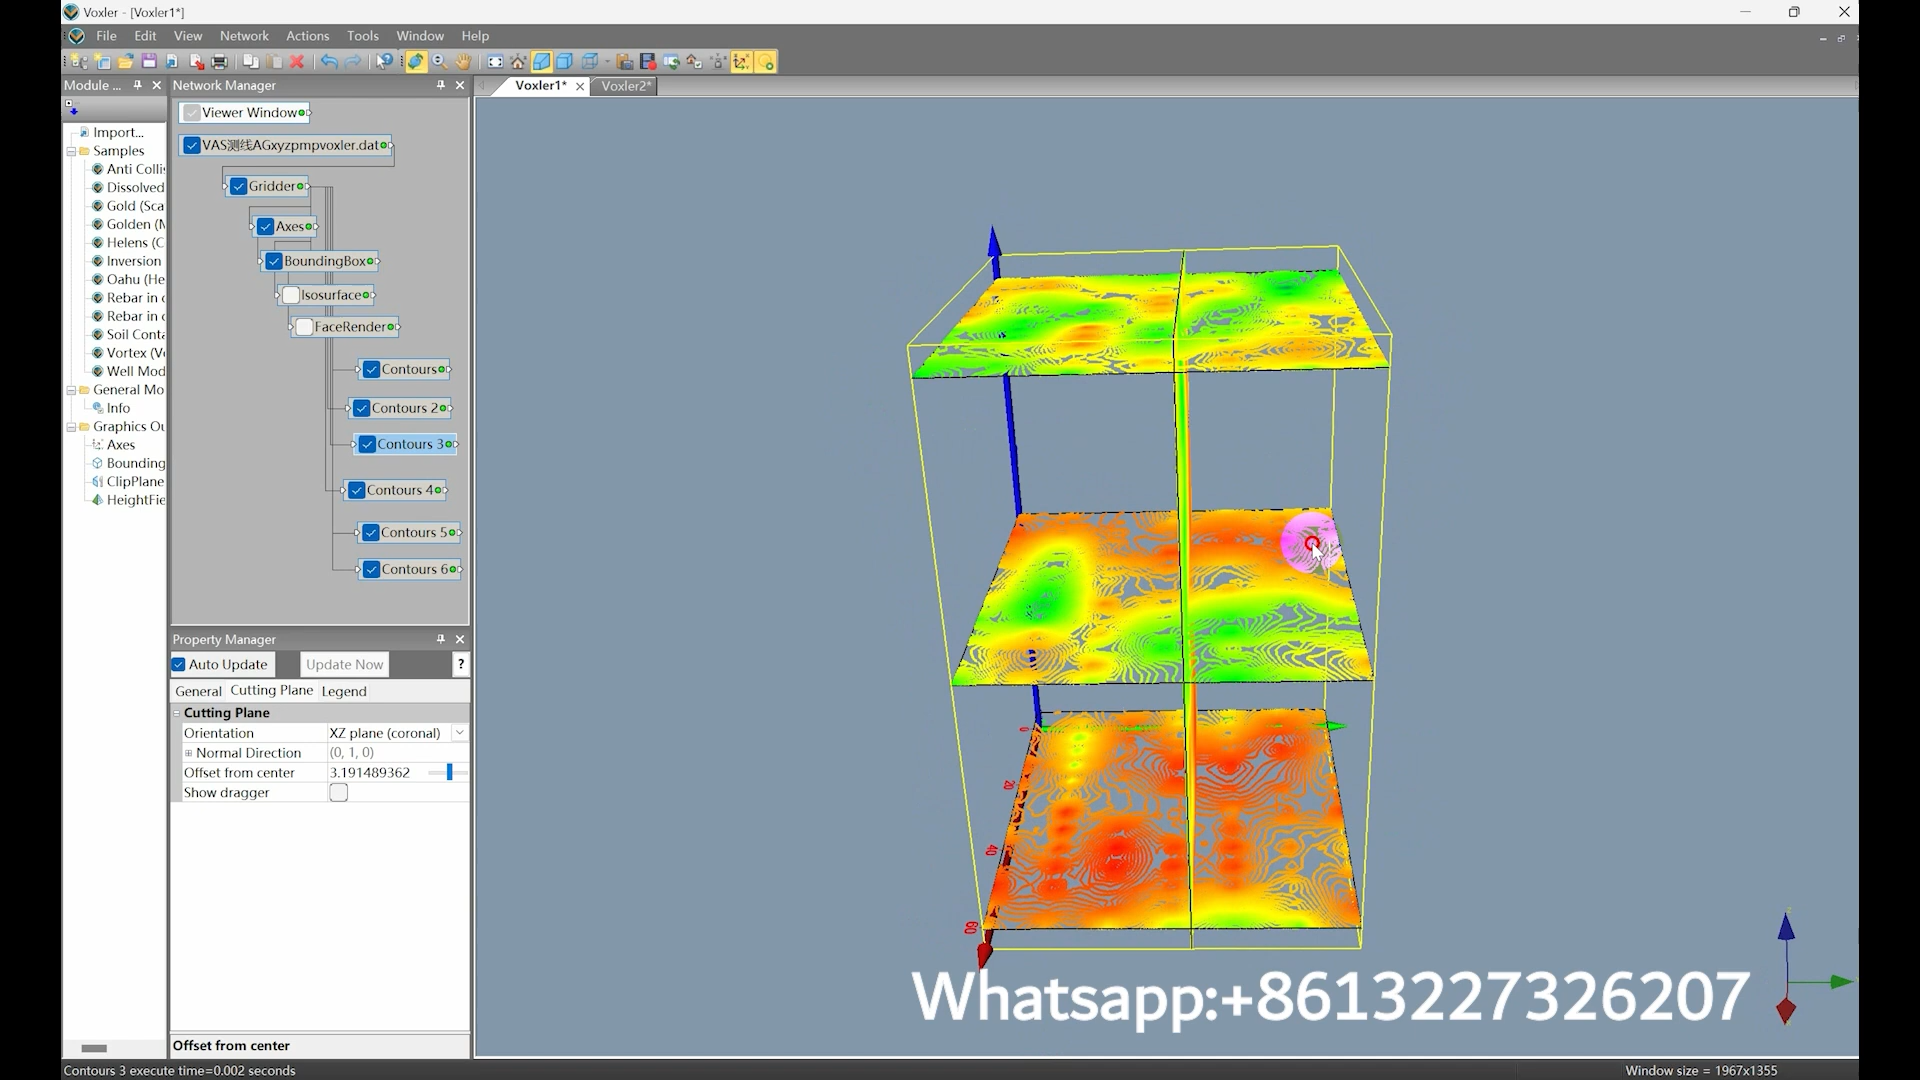 Voxler - [Voxler1*]
File Edit View Network Actions Tools Window Help
Module ...
Network Manager
Voxler1* Voxler2*
Import...
Samples
Anti Collis
Dissolved
Gold (Sca
Golden (M
Helens (C
Inversion
Oahu (He
Rebar in c
Rebar in c
Soil Conta
Vortex (Ve
Well Mod
General Mo
Info
Graphics Ou
Axes
Bounding
ClipPlane
HeightFie
Viewer Window
VAS测线AGxyzpmpvoxler.dat
Gridder
Axes
BoundingBox
Isosurface
FaceRender
Contours
Contours 2
Contours 3
Contours 4
Contours 5
Contours 6
Property Manager
Auto Update Update Now ?
General Cutting Plane Legend
Cutting Plane
Orientation XZ plane (coronal)
Normal Direction (0, 1, 0)
Offset from center 3.191489362
Show dragger
Offset from center
0
20
40
60
Whatsapp:+8613227326207
Contours 3 execute time=0.002 seconds
Window size = 1967x1355